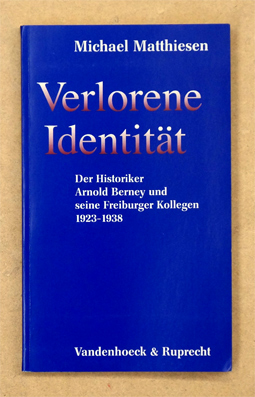 Michael Matthiesen
Verlorene
Identität
Der Historiker
Arnold Berney und
seine Freiburger Kollegen
1923-1938
Vandenhoeck & Ruprecht